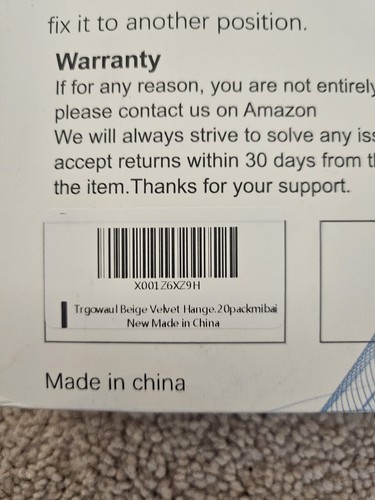 fix it to another position.
Warranty
If for any reason, you are not entirely
please contact us on Amazon
We will always strive to solve any iss
accept returns within 30 days from t
the item.Thanks for your support.
X001Z6XZ9H
Trgowaul Beige Velvet Hange.20packmibai
New Made in China
Made in china